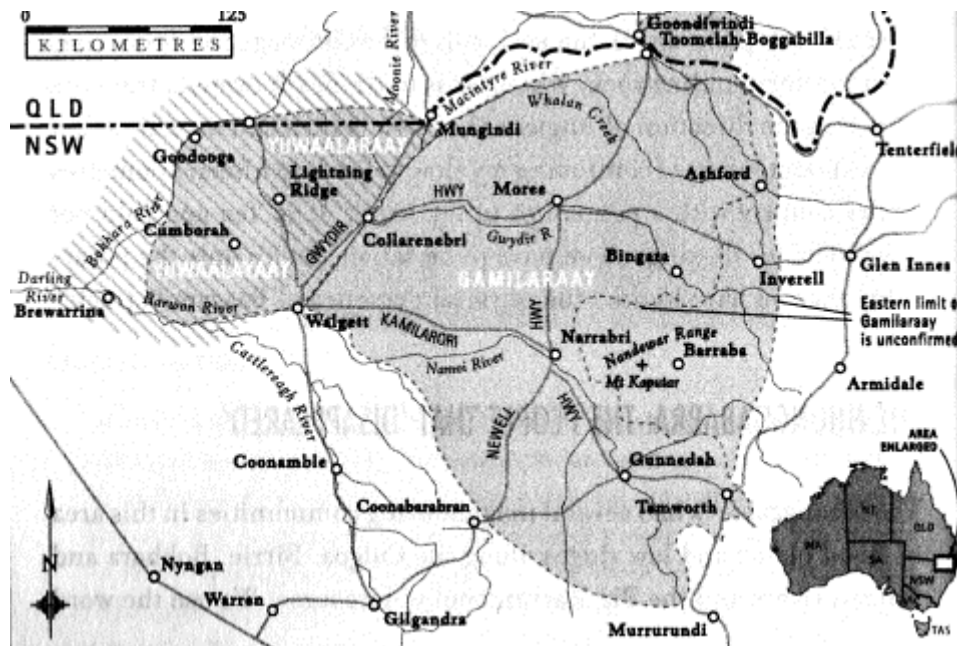 0 125
KILOMETRES
Goondiwindi
Toomelah-Boggabilla
Moonie River
Macintyre River
Whalan Creek
QLD
NSW
Mungindi
Goodooga
YUWAALARAAY
Tenterfield
Lightning Ridge
Ashford
Moree
HWY
Bokhara River
Cumborah
GWYDIR
Collarenebri
Gwydir R
YUWAALAYAAY
Bingara
GAMILARAAY
Inverell
Glen Innes
Darling River
Brewarrina
Barwon River
Walgett
KAMILARORI
HWY
Eastern limit o
Gamilaraay
is unconfirmed
Narrabri
Nandewar Range
Barraba
Namoi River
Mt Kaputar
Castlereagh River
Armidale
HWY
NEWELL
AREA
ENLARGED
Coonamble
Gunnedah
Coonabarabran
Tamworth
NT
QLD
WA
SA
NSW
N
Nyngan
Warren
Gilgandra
Murrurundi
TAS